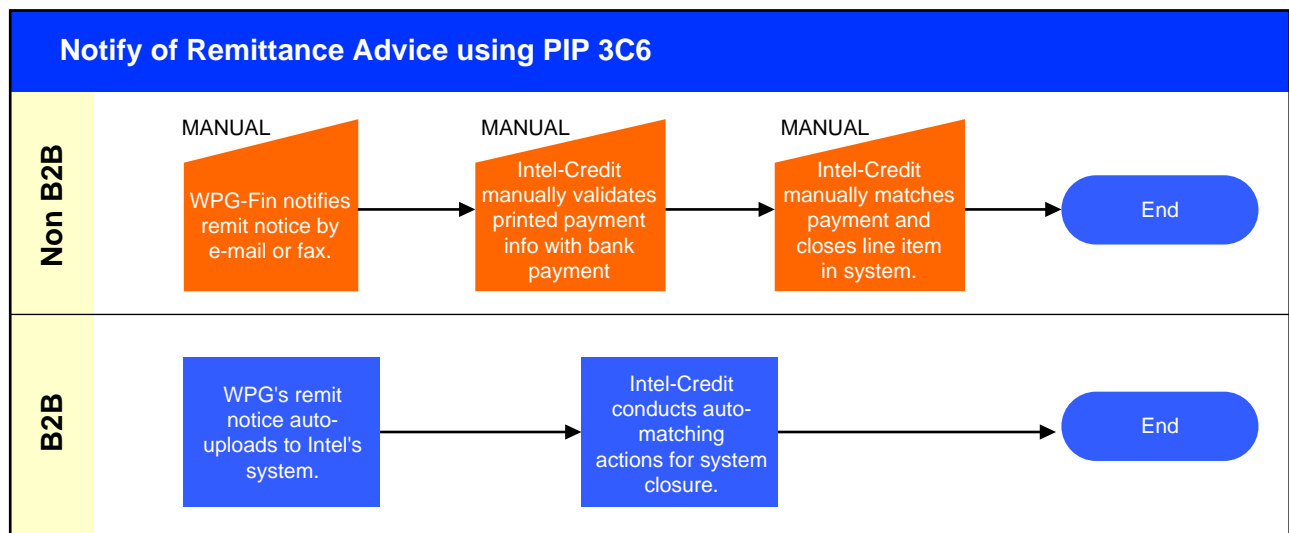 Notify of Remittance Advice using PIP 3C6
Non B2B
MANUAL
WPG-Fin notifies
remit notice by
e-mail or fax.
MANUAL
Intel-Credit
manually validates
printed payment
info with bank
payment
MANUAL
Intel-Credit
manually matches
payment and
closes line item
in system.
End
B2B
WPG's remit
notice auto-
uploads to Intel's
system.
Intel-Credit
conducts auto-
matching
actions for system
closure.
End